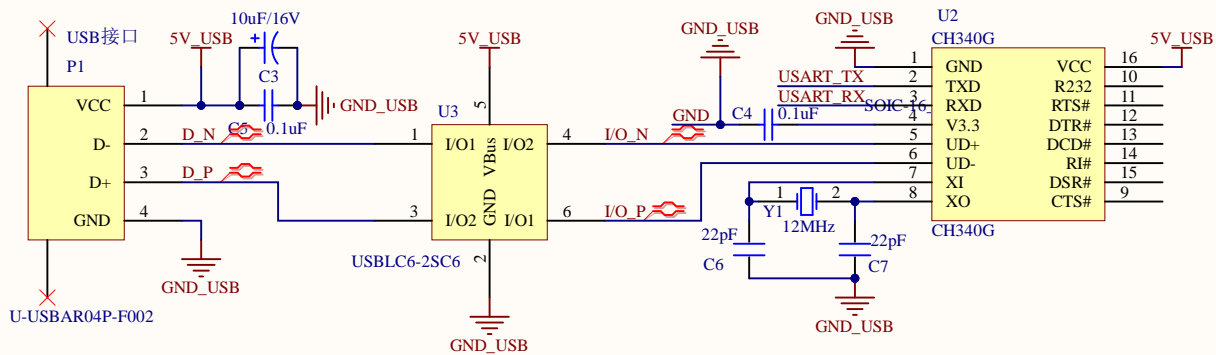 USB接口
P1
VCC
D-
D+
GND
1
2
3
4
U-USBAR04P-F002
5V_USB
10uF/16V
+
C3
C5
0.1uF
GND_USB
D_N
D_P
GND_USB
5V_USB
U3
5
1
I/O1
I/O2
4
VBus
GND
3
I/O2
I/O1
6
2
USBLC6-2SC6
GND_USB
I/O_N
I/O_P
GND_USB
GND
C4
0.1uF
GND_USB
USART_TX
USART_RX
SOIC-16
U2
CH340G
1
GND
2
TXD
3
RXD
4
V3.3
5
UD+
6
UD-
7
XI
8
XO
VCC
16
R232
10
RTS#
11
DTR#
12
DCD#
13
RI#
14
DSR#
15
CTS#
9
CH340G
5V_USB
1
2
Y1
12MHz
22pF
C6
22pF
C7
GND_USB